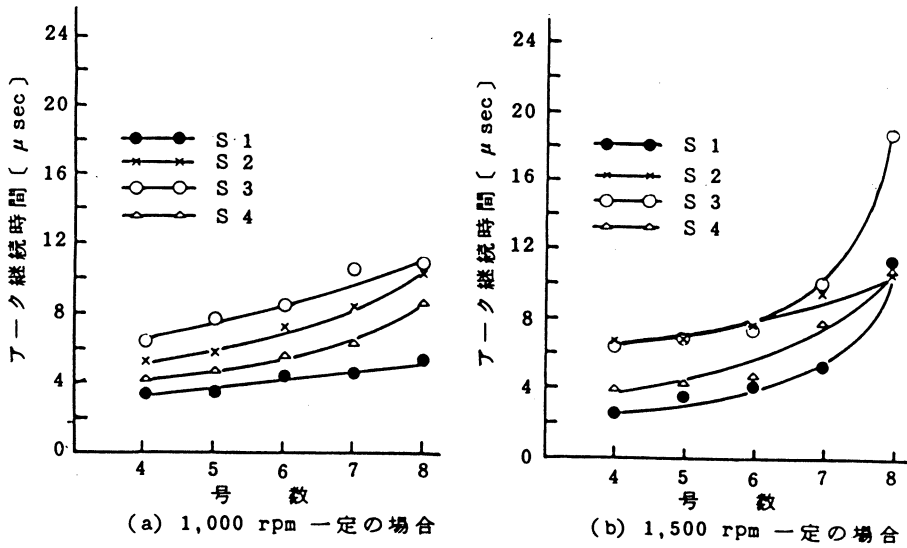 アーク継続時間〔μsec〕
24
20
16
12
8
4
0
S 1
S 2
S 3
S 4
4 5 6 7 8
号 数
(a) 1,000 rpm 一定の場合
アーク継続時間〔μsec〕
24
20
16
12
8
4
0
S 1
S 2
S 3
S 4
4 5 6 7 8
号 数
(b) 1,500 rpm 一定の場合